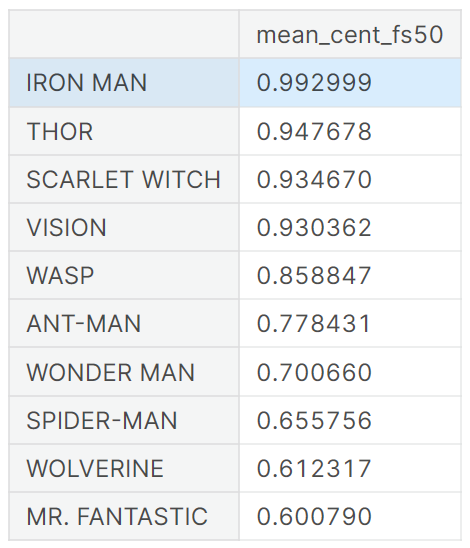 mean_cent_fs50
IRON MAN 0.992999
THOR 0.947678
SCARLET WITCH 0.934670
VISION 0.930362
WASP 0.858847
ANT-MAN 0.778431
WONDER MAN 0.700660
SPIDER-MAN 0.655756
WOLVERINE 0.612317
MR. FANTASTIC 0.600790